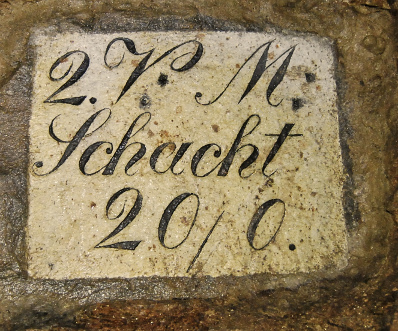 2. V. M.
Schacht
20/0.